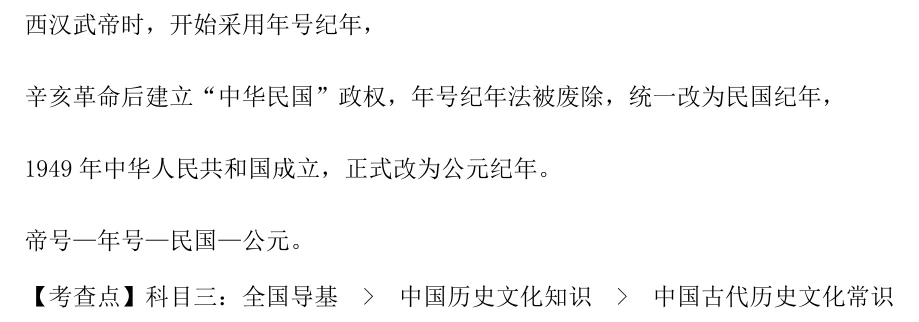 西汉武帝时，开始采用年号纪年，
辛亥革命后建立“中华民国”政权，年号纪年法被废除，统一改为民国纪年，
1949 年中华人民共和国成立，正式改为公元纪年。
帝号—年号—民国—公元。
【考查点】科目三：全国导基 > 中国历史文化知识 > 中国古代历史文化常识